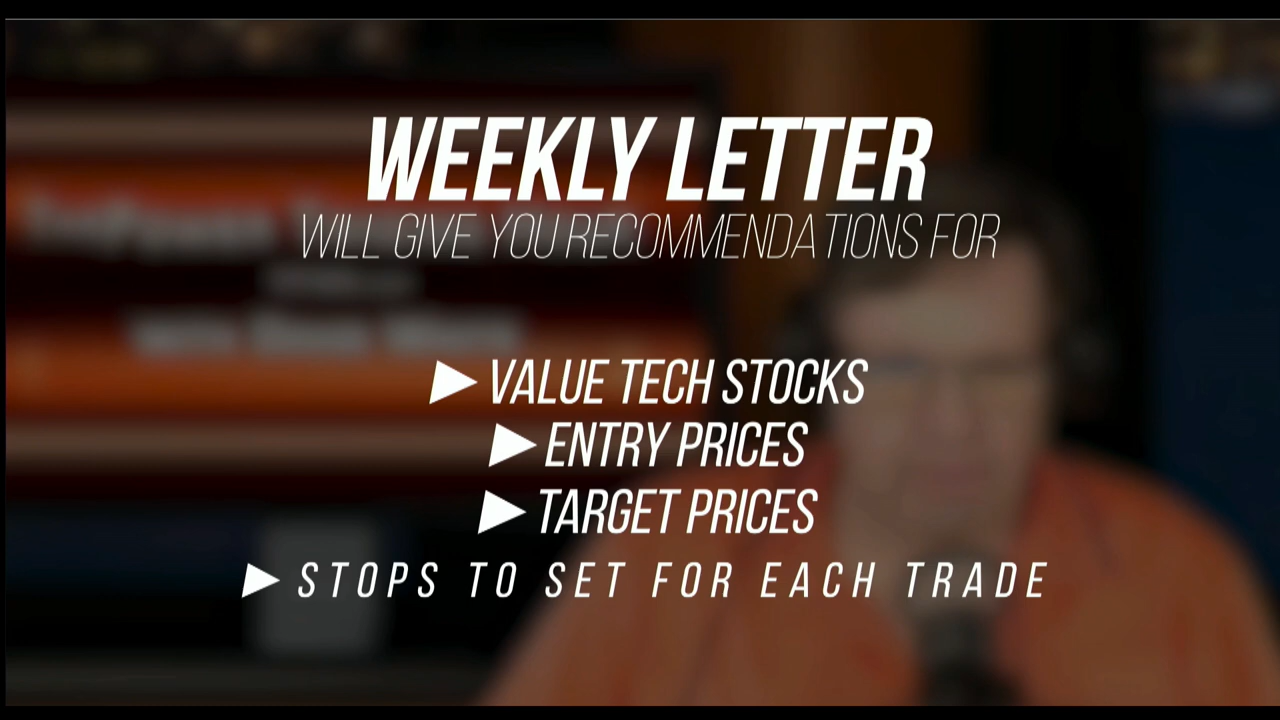 WEEKLY LETTER
WILL GIVE YOU RECOMMENDATIONS FOR
▶ VALUE TECH STOCKS
▶ ENTRY PRICES
▶ TARGET PRICES
▶ STOPS TO SET FOR EACH TRADE